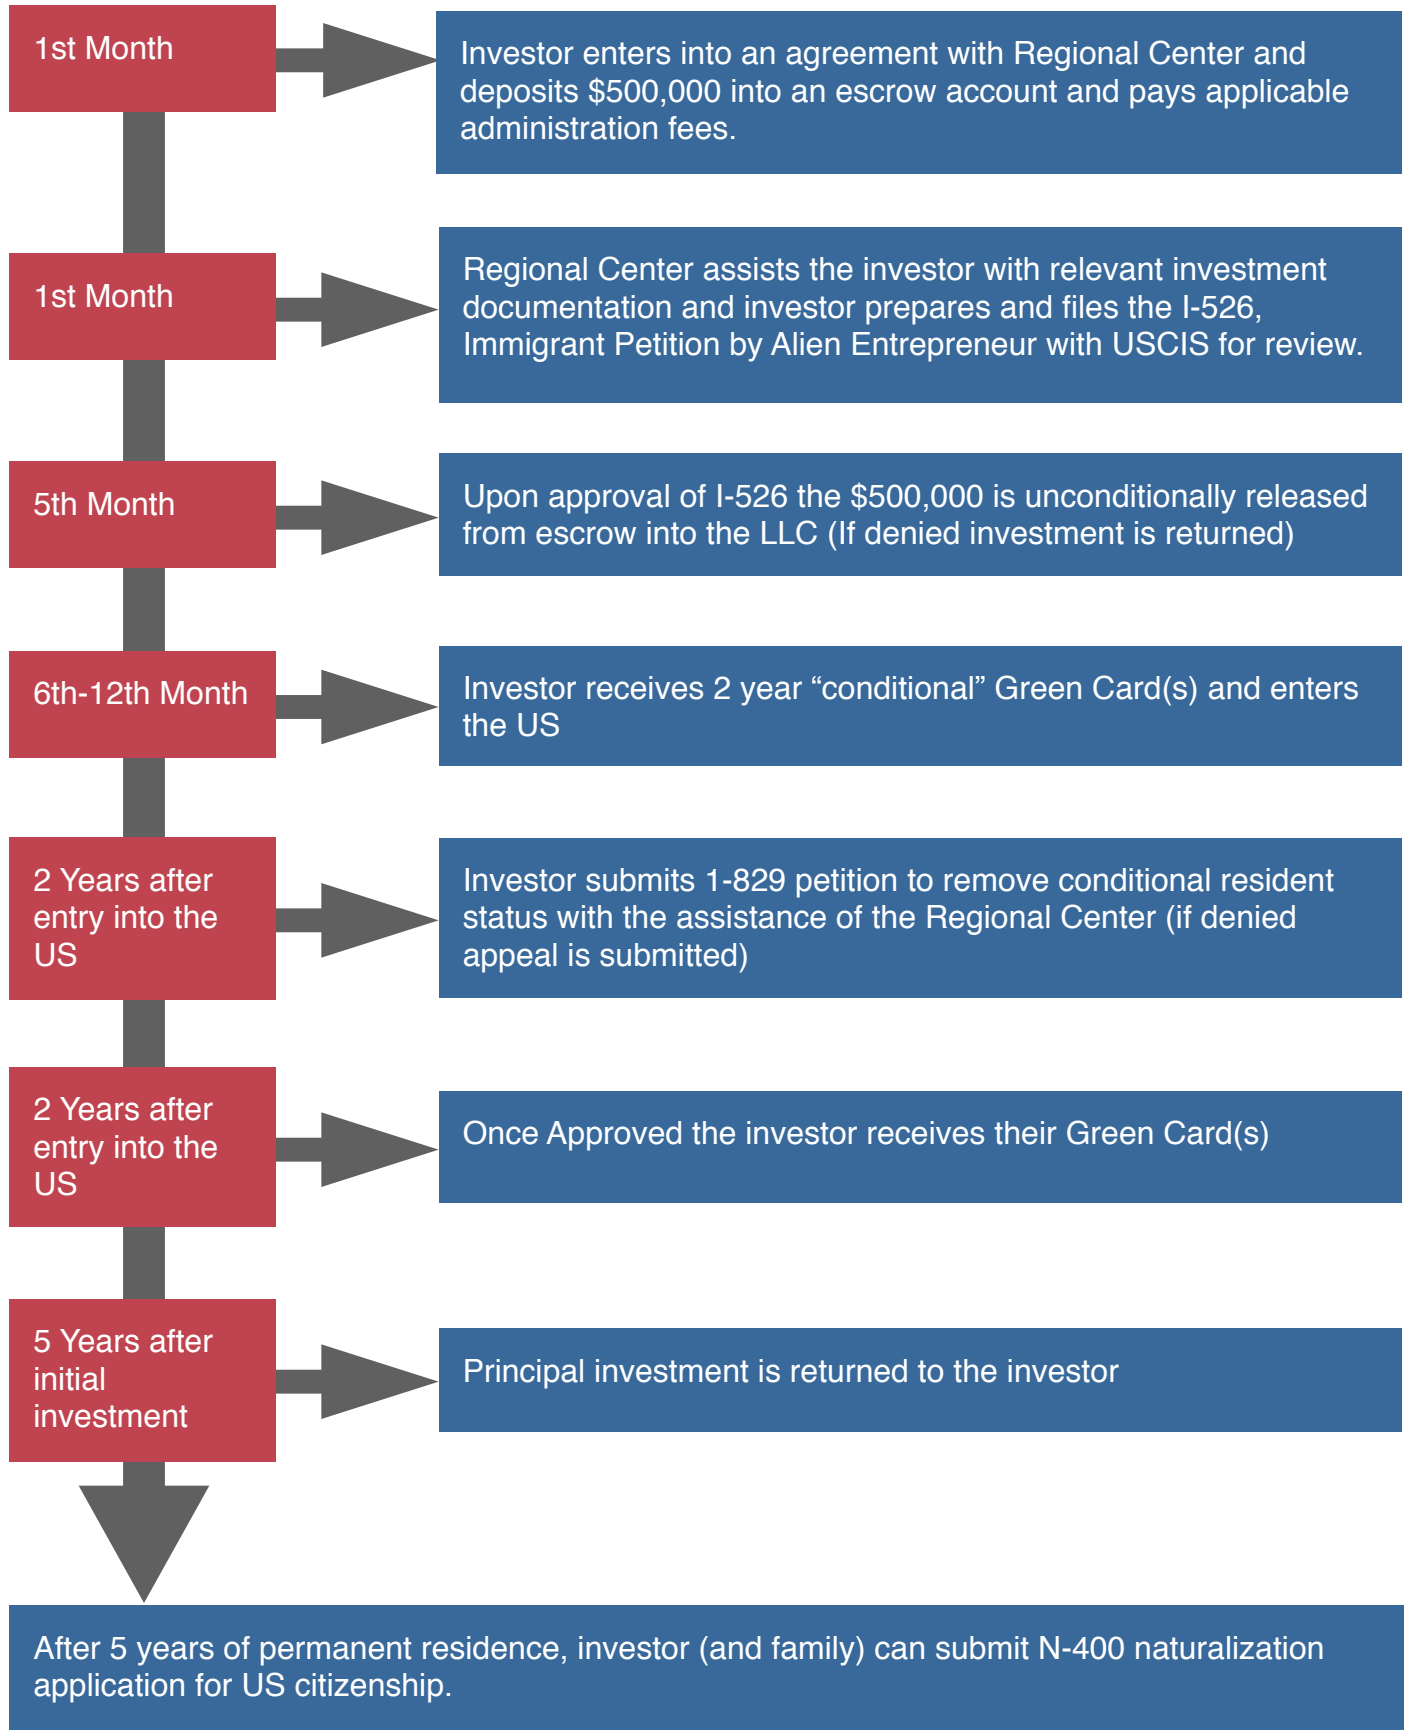 1st Month
Investor enters into an agreement with Regional Center and
deposits $500,000 into an escrow account and pays applicable
administration fees.
1st Month
Regional Center assists the investor with relevant investment
documentation and investor prepares and files the I-526,
Immigrant Petition by Alien Entrepreneur with USCIS for review.
5th Month
Upon approval of I-526 the $500,000 is unconditionally released
from escrow into the LLC (If denied investment is returned)
6th-12th Month
Investor receives 2 year “conditional” Green Card(s) and enters
the US
2 Years after
entry into the
US
Investor submits 1-829 petition to remove conditional resident
status with the assistance of the Regional Center (if denied
appeal is submitted)
2 Years after
entry into the
US
Once Approved the investor receives their Green Card(s)
5 Years after
initial
investment
Principal investment is returned to the investor
After 5 years of permanent residence, investor (and family) can submit N-400 naturalization
application for US citizenship.